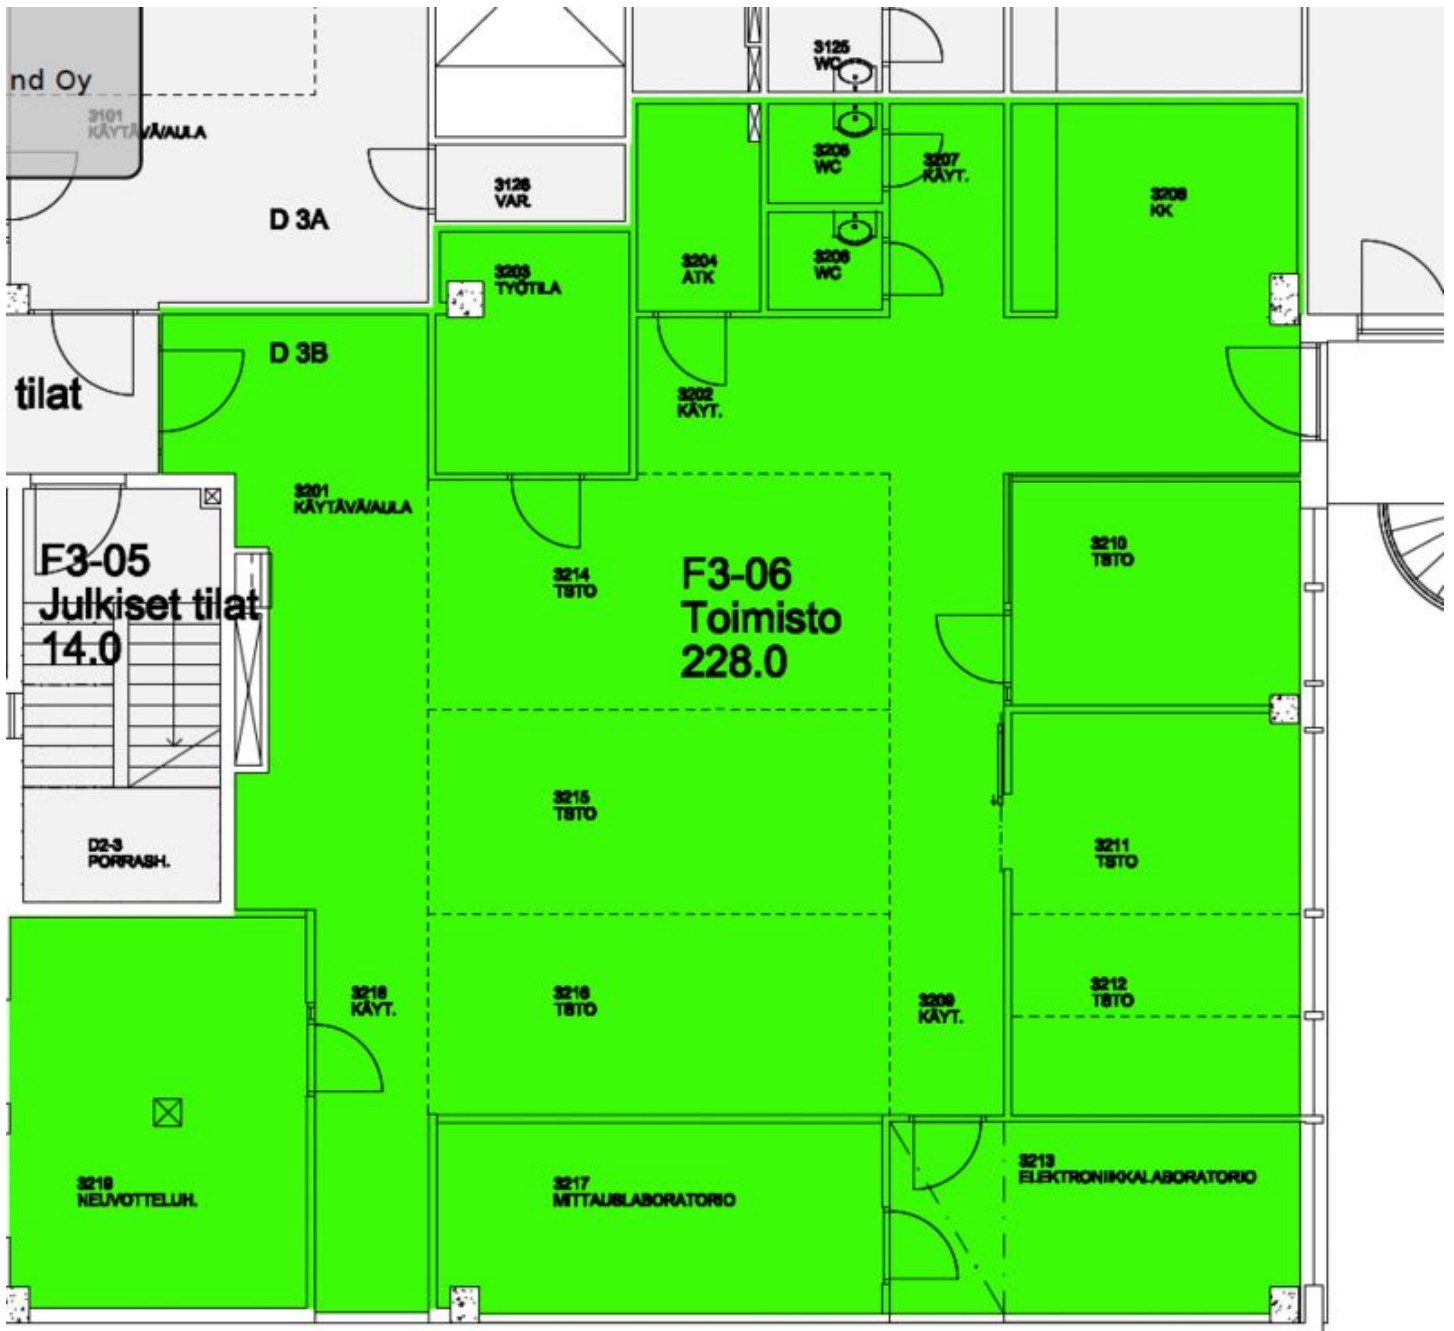 nd Oy
3101
KÄYTÄVÄ/AULA
3125
WC
3126
VAR.
D 3A
3205
WC
3207
KÄYT.
3208
KK
3203
TYÖTILA
3204
ATK
3206
WC
D 3B
tilat
3202
KÄYT.
3201
KÄYTÄVÄ/AULA
F3-05
Julkiset tilat
14.0
3214
TSTO
F3-06
Toimisto
228.0
3210
TSTO
3215
TSTO
D2-3
PORRASH.
3211
TSTO
3218
KÄYT.
3216
TSTO
3209
KÄYT.
3212
TSTO
3219
NEUVOTTELUH.
3217
MITTAUSLABORATORIO
3213
ELEKTRONIIKKALABORATORIO